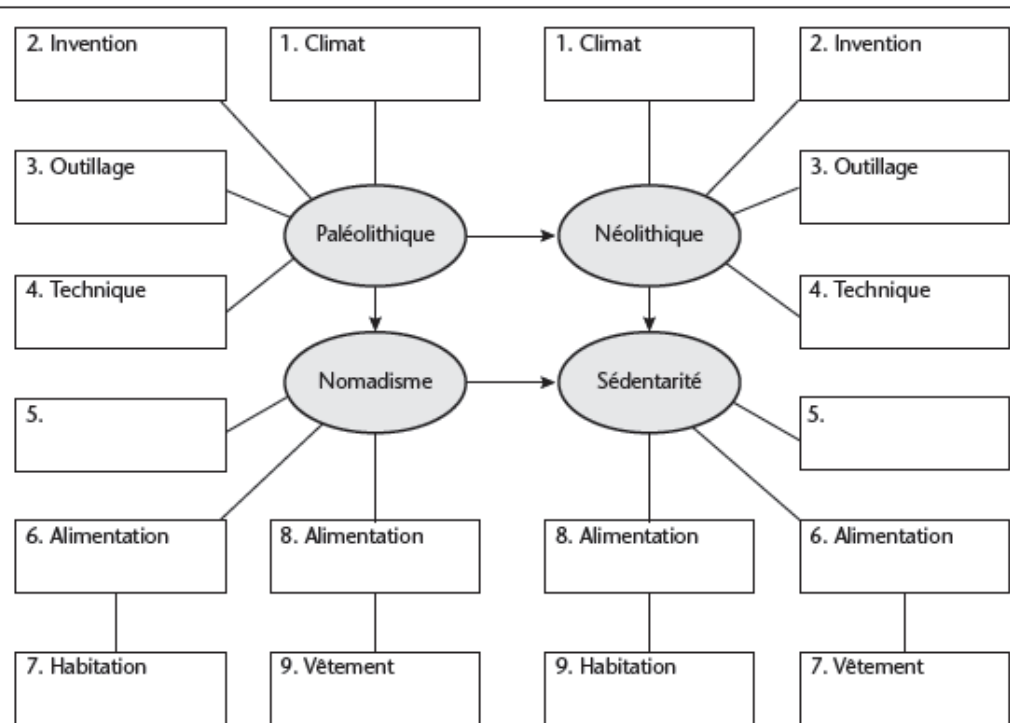 2. Invention
1. Climat
1. Climat
2. Invention
3. Outillage
3. Outillage
Paléolithique
Néolithique
4. Technique
4. Technique
Nomadisme
Sédentarité
5.
5.
6. Alimentation
8. Alimentation
8. Alimentation
6. Alimentation
7. Habitation
9. Vêtement
9. Habitation
7. Vêtement